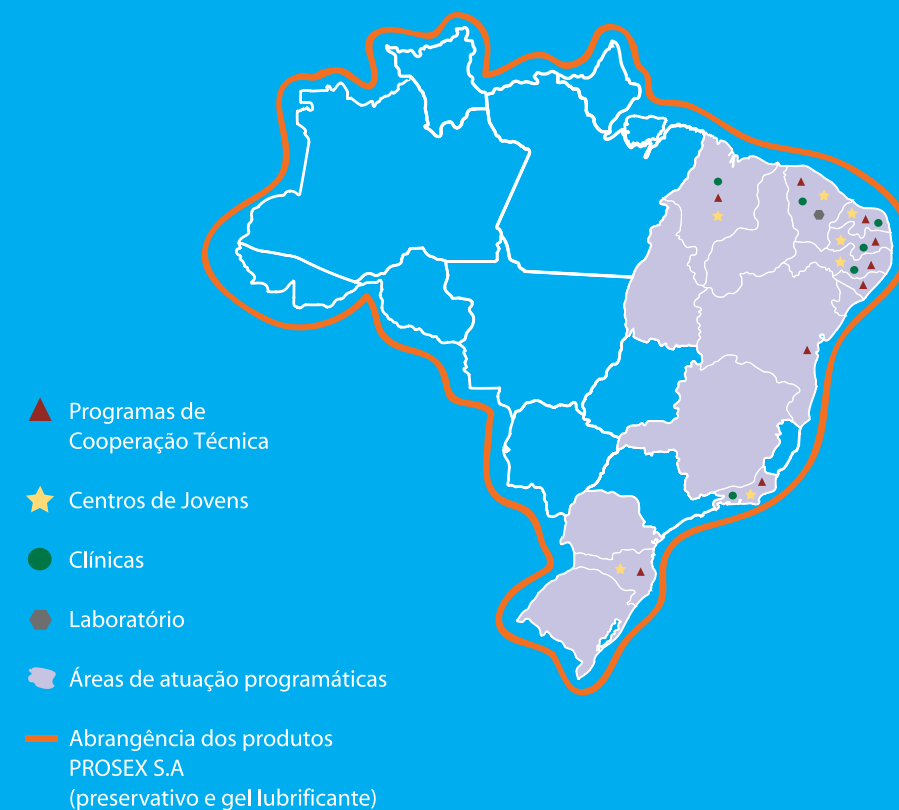 Programas de
Cooperação Técnica
Centros de Jovens
Clínicas
Laboratório
Áreas de atuação programáticas
Abrangência dos produtos
PROSEX S.A
(preservativo e gel lubrificante)